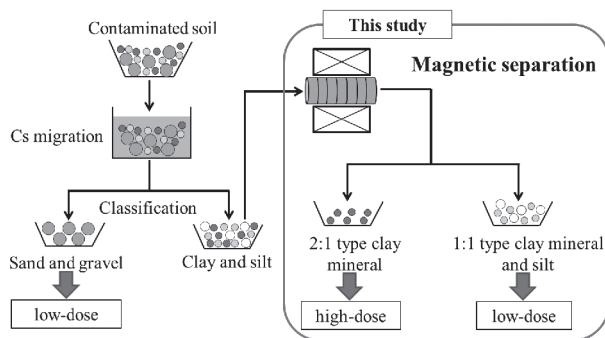 This study
Contaminated soil
Magnetic separation
Cs migration
Classification
Sand and gravel
Clay and silt
2:1 type clay
mineral
1:1 type clay mineral
and silt
low-dose
high-dose
low-dose